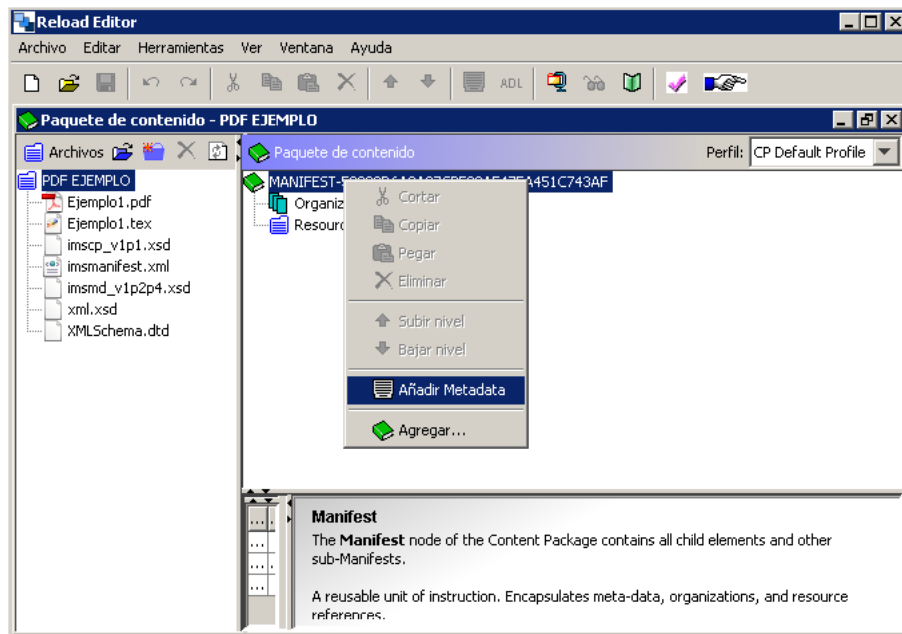 Reload Editor
Archivo Editar Herramientas Ver Ventana Ayuda
ADL
Paquete de contenido - PDF EJEMPLO
Archivos
Paquete de contenido
Perfil: CP Default Profile
PDF EJEMPLO
Ejemplo1.pdf
Ejemplo1.tex
imscp_v1p1.xsd
imsmanifest.xml
imsmd_v1p2p4.xsd
xml.xsd
XMLSchema.dtd
Organiz
Resourc
Cortar
Copiar
Pegar
Eliminar
Subir nivel
Bajar nivel
Añadir Metadata
Agregar...
Manifest
The Manifest node of the Content Package contains all child elements and other
sub-Manifests.
A reusable unit of instruction. Encapsulates meta-data, organizations, and resource
references.